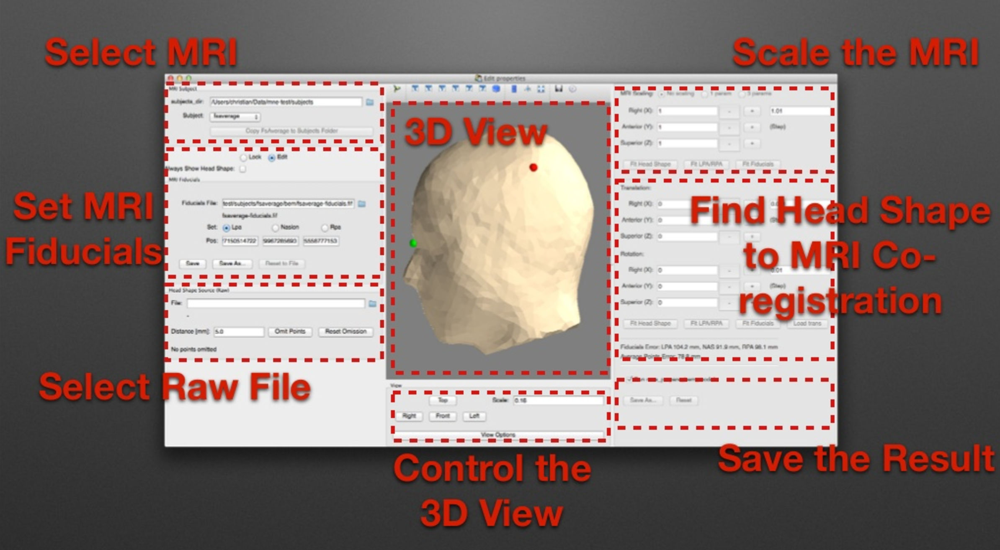 Select MRI
Scale the MRI
Edit properties
MRI Subject
subjects_dir: /Users/christian/Data/mne-test/subjects
Subject: fsaverage
Copy FsAverage to Subjects Folder
Lock Edit
Always Show Head Shape:
MRI Fiducials
Set MRI
Fiducials
Fiducials File: test/subjects/fsaverage/bem/fsaverage-fiducials.fif
fsaverage-fiducials.fif
Set: Lpa Nasion Rpa
Pos: 7150514722 9967285693 5558777153
Save Save As... Reset to File
Head Shape Source (Raw)
File:
-
Distance [mm]: 5.0 Omit Points Reset Omission
No points omitted
Select Raw File
3D View
View
Top Scale: 0.16
Right Front Left
View Options
Control the
3D View
MRI Scaling: No scaling 1 param 3 params
Right (X): 1 - + 1.01
Anterior (Y): 1 - + (Step)
Superior (Z): 1 - +
Fit Head Shape Fit LPA/RPA Fit Fiducials
Translation:
Right (X): 0
Anterior (Y): 0
Superior (Z): 0 - +
Find Head Shape
to MRI Co-
registration
Rotation:
Right (X): 0 - + 0.01
Anterior (Y): 0 - + (Step)
Superior (Z): 0
Fit Head Shape Fit LPA/RPA Fit Fiducials Load trans
Fiducials Error: LPA 104.2 mm, NAS 91.9 mm, RPA 98.1 mm
Average Points Error: 78.8 mm
Save As... Reset
Save the Result